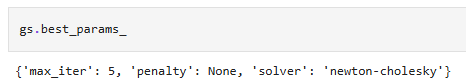 gs.best_params_
{'max_iter': 5, 'penalty': None, 'solver': 'newton-cholesky'}